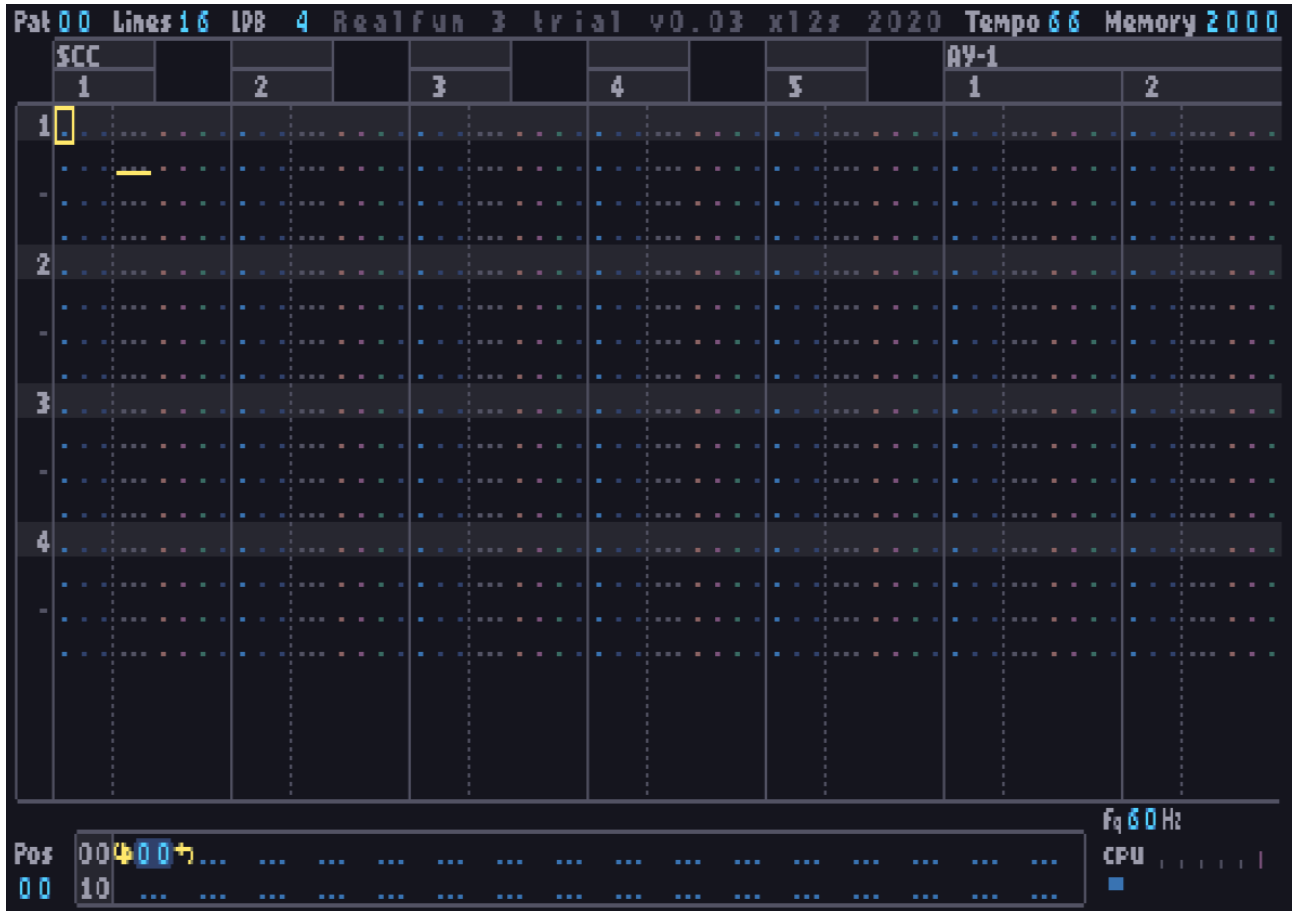 Pat 00 Lines 16 LPB 4 Realfun 3 trial v0.03 x12s 2020 Tempo 66 Memory 2000
SCC AY-1
1 2 3 4 5 1 2
1
-
2
-
3
-
4
-
Fq 60 Hz
Pos 00 00 ... ... ... ... ... ... ... ... ... ... ... ... ... ... ... CPU
00 10 ... ... ... ... ... ... ... ... ... ... ... ... ... ... ... ...